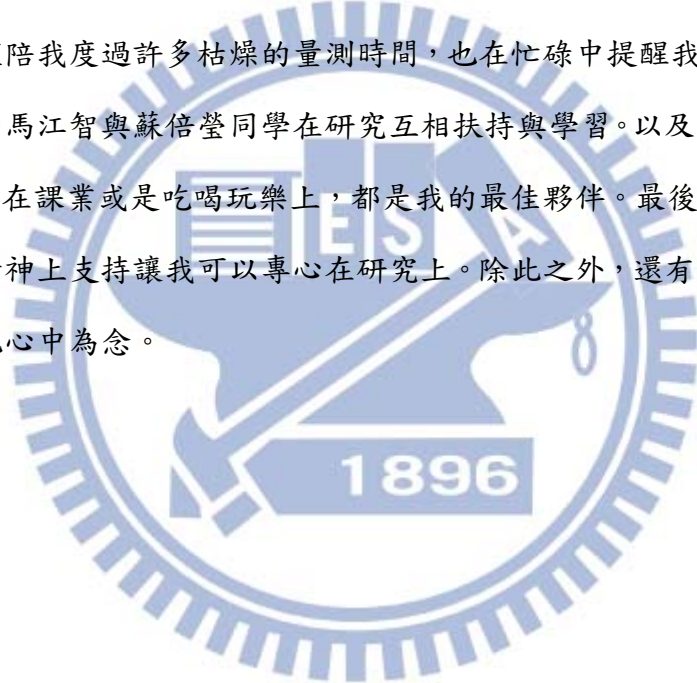 陪我度過許多枯燥的量測時間，也在忙碌中提醒我
馬江智與蘇倍瑩同學在研究互相扶持與學習。以及
在課業或是吃喝玩樂上，都是我的最佳夥伴。最後
神上支持讓我可以專心在研究上。除此之外，還有
心中為念。
ESA
1896